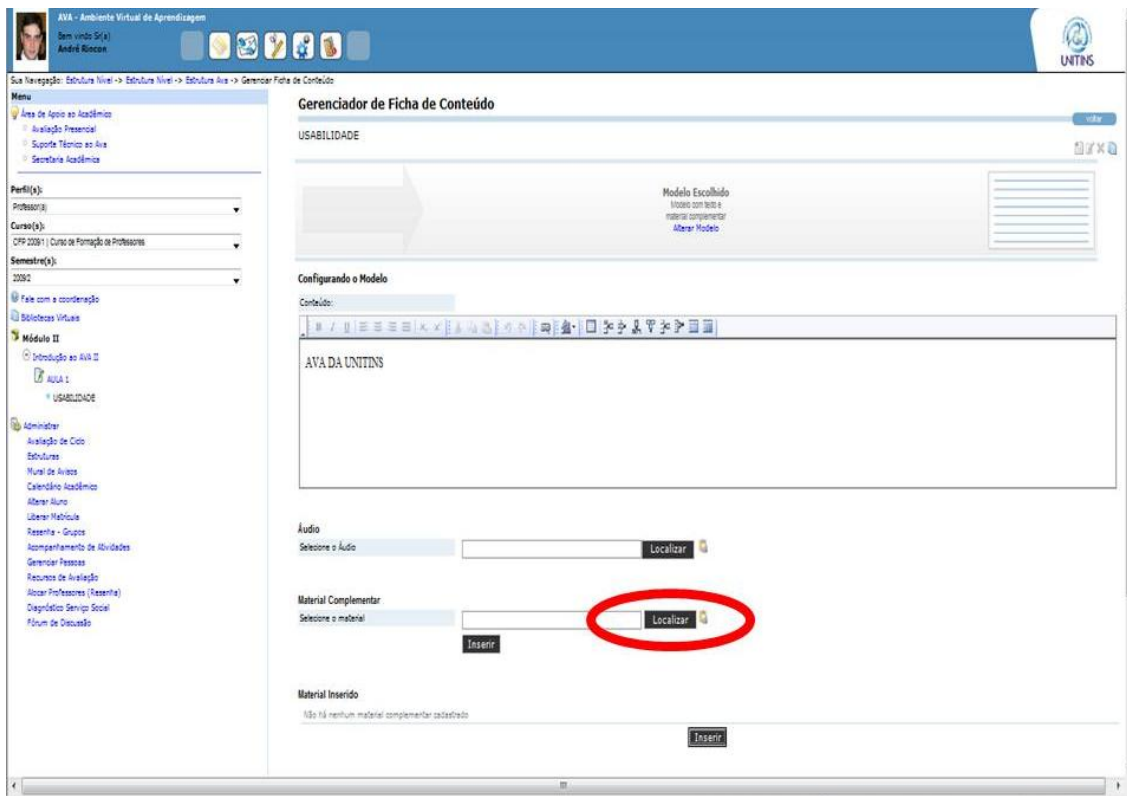 AVA - Ambiente Virtual de Aprendizagem
Bem vindo Sr(a)
André Rincon
UNITINS
Sua Navegação: Estrutura Nível -> Estrutura Nível -> Estrutura Ava -> Gerenciar Ficha de Conteúdo
Menu
Área de Apoio ao Acadêmico
Avaliação Presencial
Suporte Técnico ao Ava
Secretaria Acadêmica
Perfil(s):
Professor(a)
Curso(s):
CFP 2009/1 | Curso de Formação de Professores
Semestre(s):
2009/2
Fale com a coordenação
Bibliotecas Virtuais
Módulo II
Introdução ao AVA II
AULA 1
USABILIDADE
Administrar
Avaliação de Ciclo
Estruturas
Mural de Avisos
Calendário Acadêmico
Alterar Aluno
Liberar Matrícula
Resenha - Grupos
Acompanhamento de Atividades
Gerenciar Pessoas
Recursos de Avaliação
Alocar Professores (Resenha)
Diagnóstico Serviço Social
Fórum de Discussão
Gerenciador de Ficha de Conteúdo
voltar
USABILIDADE
Modelo Escolhido
Modelo com texto e
material complementar
Alterar Modelo
Configurando o Modelo
Conteúdo:
AVA DA UNITINS
Áudio
Selecione o Áudio
Localizar
Material Complementar
Selecione o material
Localizar
Inserir
Material Inserido
Não há nenhum material complementar cadastrado
Inserir